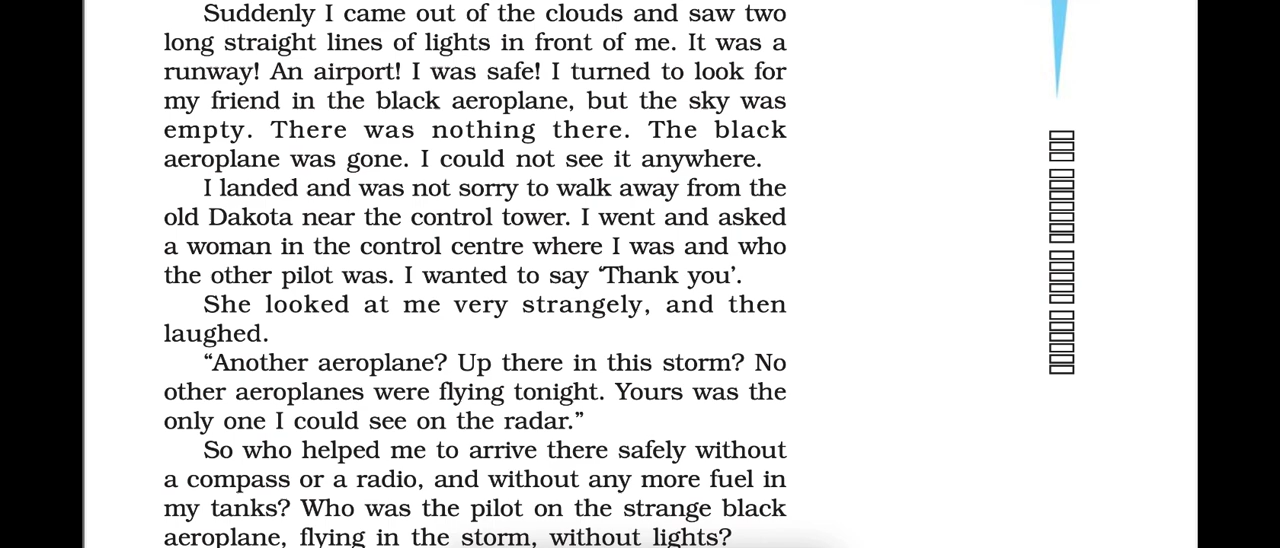 Suddenly I came out of the clouds and saw two
long straight lines of lights in front of me. It was a
runway! An airport! I was safe! I turned to look for
my friend in the black aeroplane, but the sky was
empty. There was nothing there. The black
aeroplane was gone. I could not see it anywhere.
I landed and was not sorry to walk away from the
old Dakota near the control tower. I went and asked
a woman in the control centre where I was and who
the other pilot was. I wanted to say ‘Thank you’.
She looked at me very strangely, and then
laughed.
“Another aeroplane? Up there in this storm? No
other aeroplanes were flying tonight. Yours was the
only one I could see on the radar.”
So who helped me to arrive there safely without
a compass or a radio, and without any more fuel in
my tanks? Who was the pilot on the strange black
aeroplane, flying in the storm, without lights?